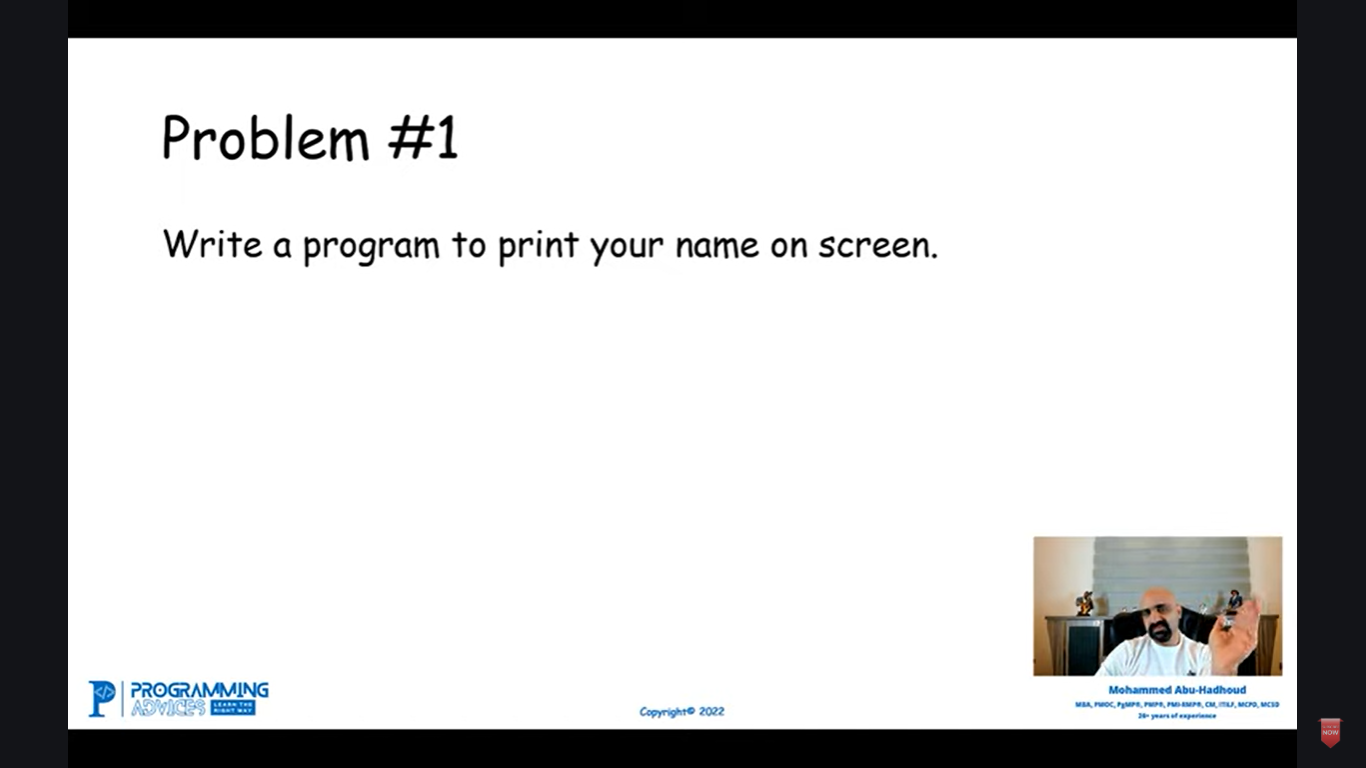 Problem #1
Write a program to print your name on screen.
PROGRAMMING
ADVICES
LEARN THE
RIGHT WAY
Copyright© 2022
Mohammed Abu-Hadhoud
MBA, PMOC, PgMP®, PMP®, PMI-RMP®, CM, ITILF, MCPD, MCSD
26+ years of experience
NOW